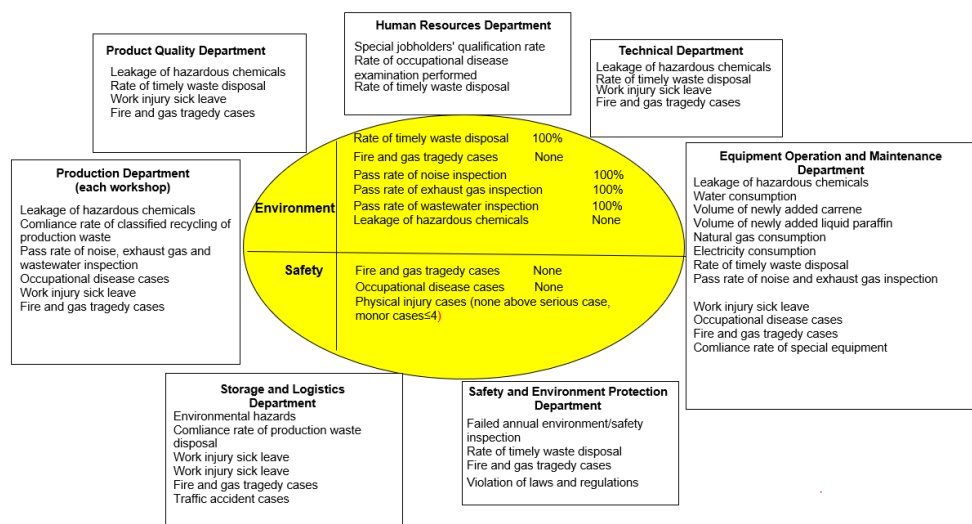 Human Resources Department
Special jobholders' qualification rate
Rate of occupational disease
examination performed
Rate of timely waste disposal
Product Quality Department
Leakage of hazardous chemicals
Rate of timely waste disposal
Work injury sick leave
Fire and gas tragedy cases
Technical Department
Leakage of hazardous chemicals
Rate of timely waste disposal
Work injury sick leave
Fire and gas tragedy cases
Production Department
(each workshop)
Leakage of hazardous chemicals
Comliance rate of classified recycling of
production waste
Pass rate of noise, exhaust gas and
wastewater inspection
Occupational disease cases
Work injury sick leave
Fire and gas tragedy cases
Environment
Rate of timely waste disposal 100%
Fire and gas tragedy cases None
Pass rate of noise inspection 100%
Pass rate of exhaust gas inspection 100%
Pass rate of wastewater inspection 100%
Leakage of hazardous chemicals None
Safety
Fire and gas tragedy cases None
Occupational disease cases None
Physical injury cases (none above serious case,
monor cases≤4)
Equipment Operation and Maintenance
Department
Leakage of hazardous chemicals
Water consumption
Volume of newly added carrene
Volume of newly added liquid paraffin
Natural gas consumption
Electricity consumption
Rate of timely waste disposal
Pass rate of noise and exhaust gas inspection
Work injury sick leave
Occupational disease cases
Fire and gas tragedy cases
Comliance rate of special equipment
Storage and Logistics
Department
Environmental hazards
Comliance rate of production waste
disposal
Work injury sick leave
Work injury sick leave
Fire and gas tragedy cases
Traffic accident cases
Safety and Environment Protection
Department
Failed annual environment/safety
inspection
Rate of timely waste disposal
Fire and gas tragedy cases
Violation of laws and regulations